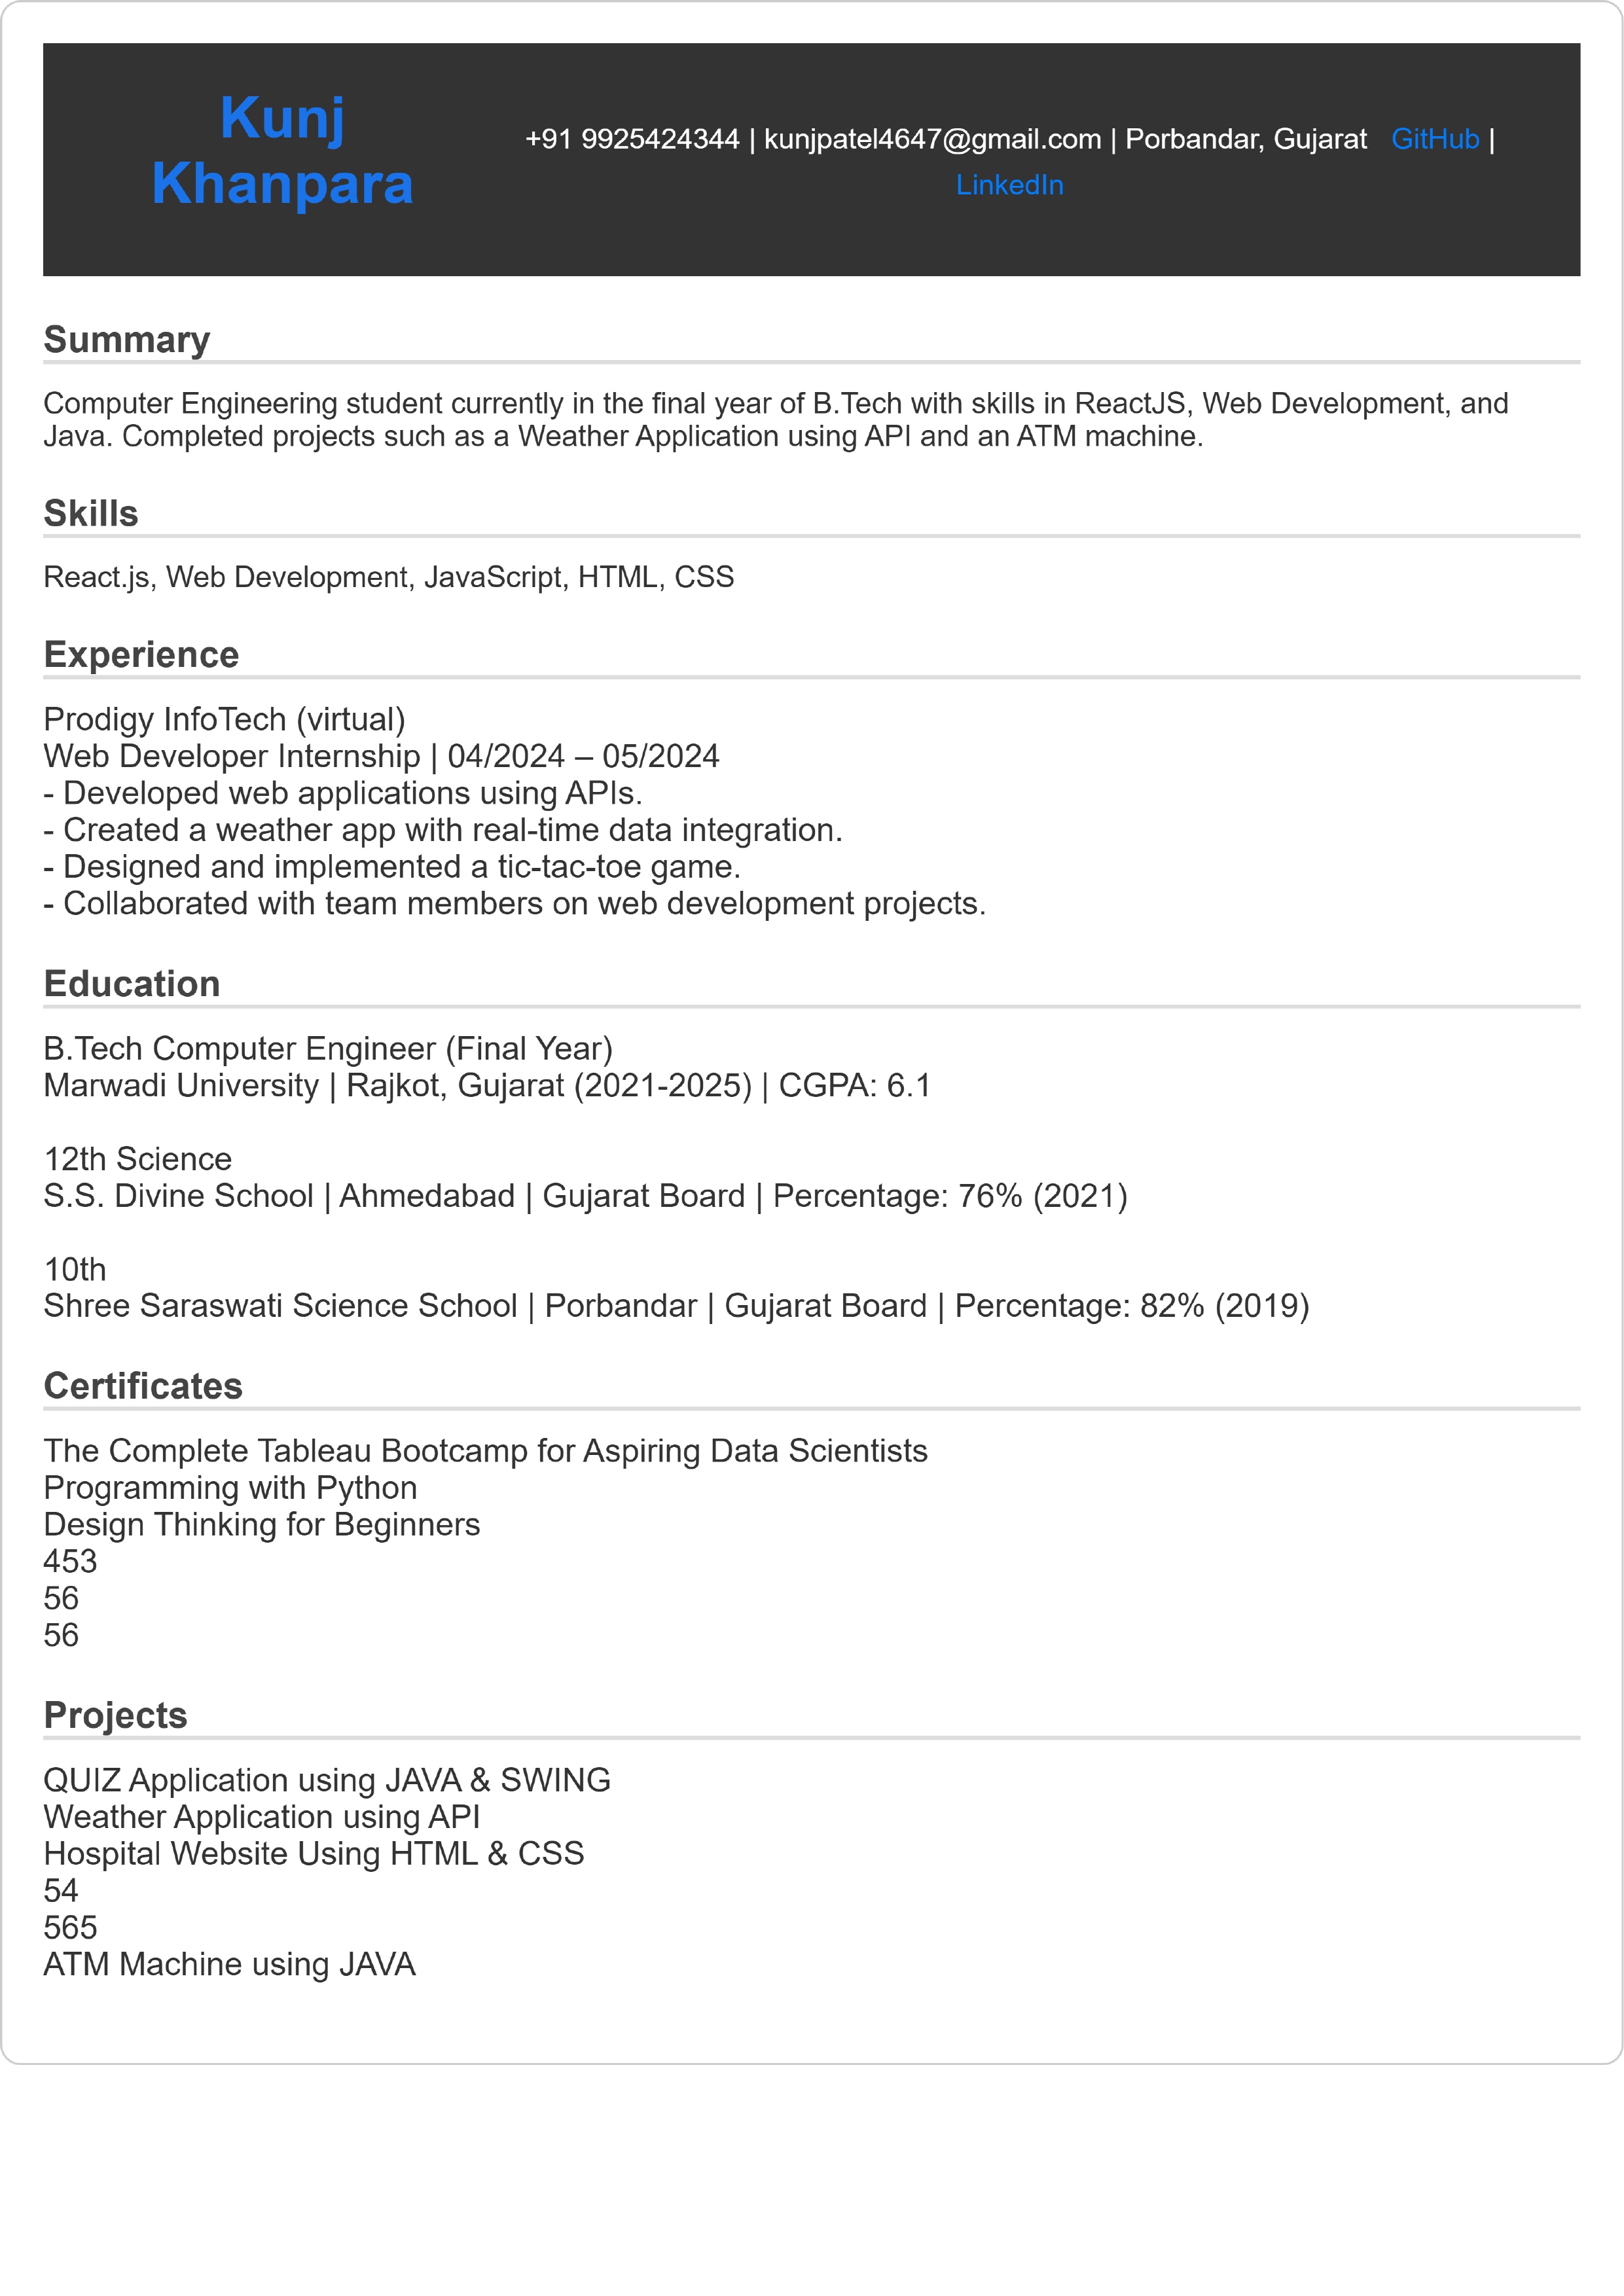 Kunj
Khanpara
+91 9925424344 | kunjpatel4647@gmail.com | Porbandar, Gujarat GitHub |
LinkedIn
Summary
Computer Engineering student currently in the final year of B.Tech with skills in ReactJS, Web Development, and
Java. Completed projects such as a Weather Application using API and an ATM machine.
Skills
React.js, Web Development, JavaScript, HTML, CSS
Experience
Prodigy InfoTech (virtual)
Web Developer Internship | 04/2024 – 05/2024
- Developed web applications using APIs.
- Created a weather app with real-time data integration.
- Designed and implemented a tic-tac-toe game.
- Collaborated with team members on web development projects.
Education
B.Tech Computer Engineer (Final Year)
Marwadi University | Rajkot, Gujarat (2021-2025) | CGPA: 6.1
12th Science
S.S. Divine School | Ahmedabad | Gujarat Board | Percentage: 76% (2021)
10th
Shree Saraswati Science School | Porbandar | Gujarat Board | Percentage: 82% (2019)
Certificates
The Complete Tableau Bootcamp for Aspiring Data Scientists
Programming with Python
Design Thinking for Beginners
453
56
56
Projects
QUIZ Application using JAVA & SWING
Weather Application using API
Hospital Website Using HTML & CSS
54
565
ATM Machine using JAVA